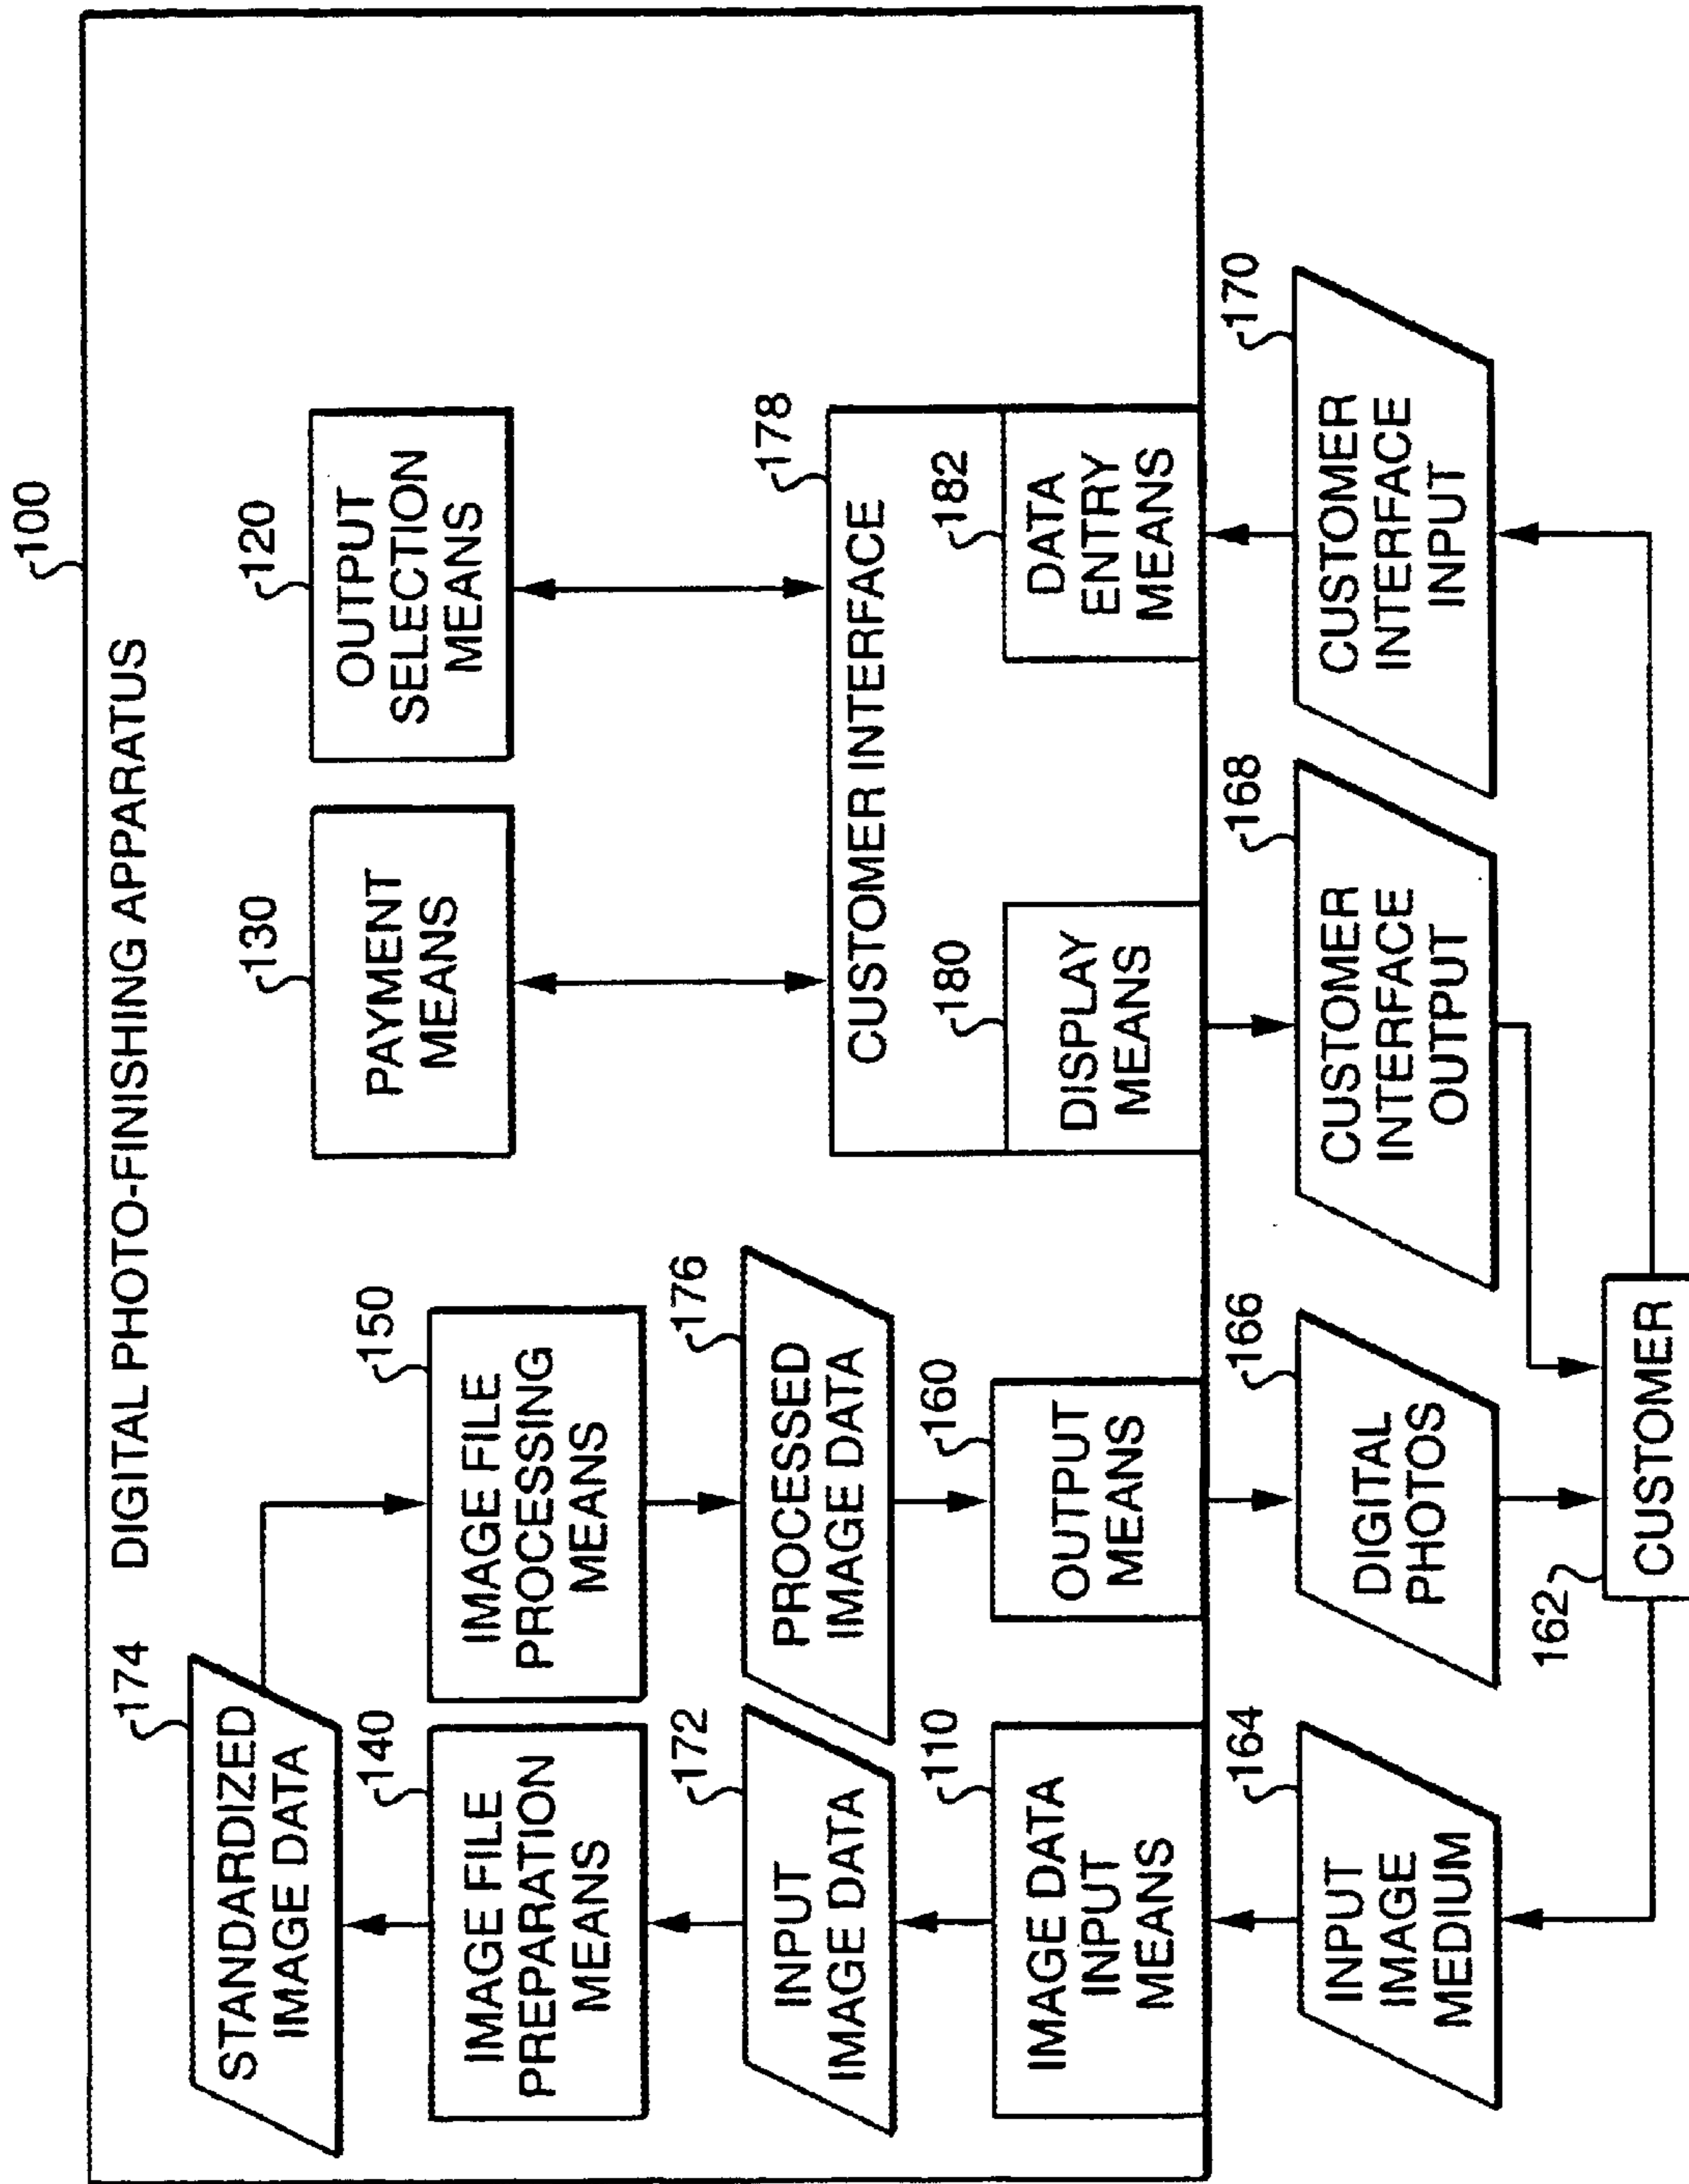 100
DIGITAL PHOTO-FINISHING APPARATUS
174
STANDARDIZED
IMAGE DATA
140
IMAGE FILE
PREPARATION
MEANS
150
IMAGE FILE
PROCESSING
MEANS
130
PAYMENT
MEANS
120
OUTPUT
SELECTION
MEANS
172
INPUT
IMAGE DATA
176
PROCESSED
IMAGE DATA
178
CUSTOMER INTERFACE
110
IMAGE DATA
INPUT
MEANS
160
OUTPUT
MEANS
180
DISPLAY
MEANS
182
DATA
ENTRY
MEANS
164
INPUT
IMAGE
MEDIUM
166
DIGITAL
PHOTOS
168
CUSTOMER
INTERFACE
OUTPUT
170
CUSTOMER
INTERFACE
INPUT
162
CUSTOMER